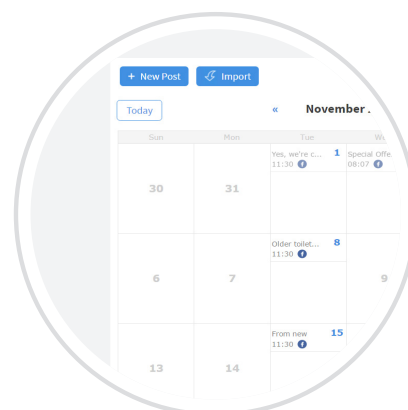 + New Post Import
Today « November .
Sun Mon Tue We
Yes, we're c... 1 Special Offe
11:30 08:07
30 31
Older toilet... 8
11:30
6 7 9
From new 15
11:30
13 14